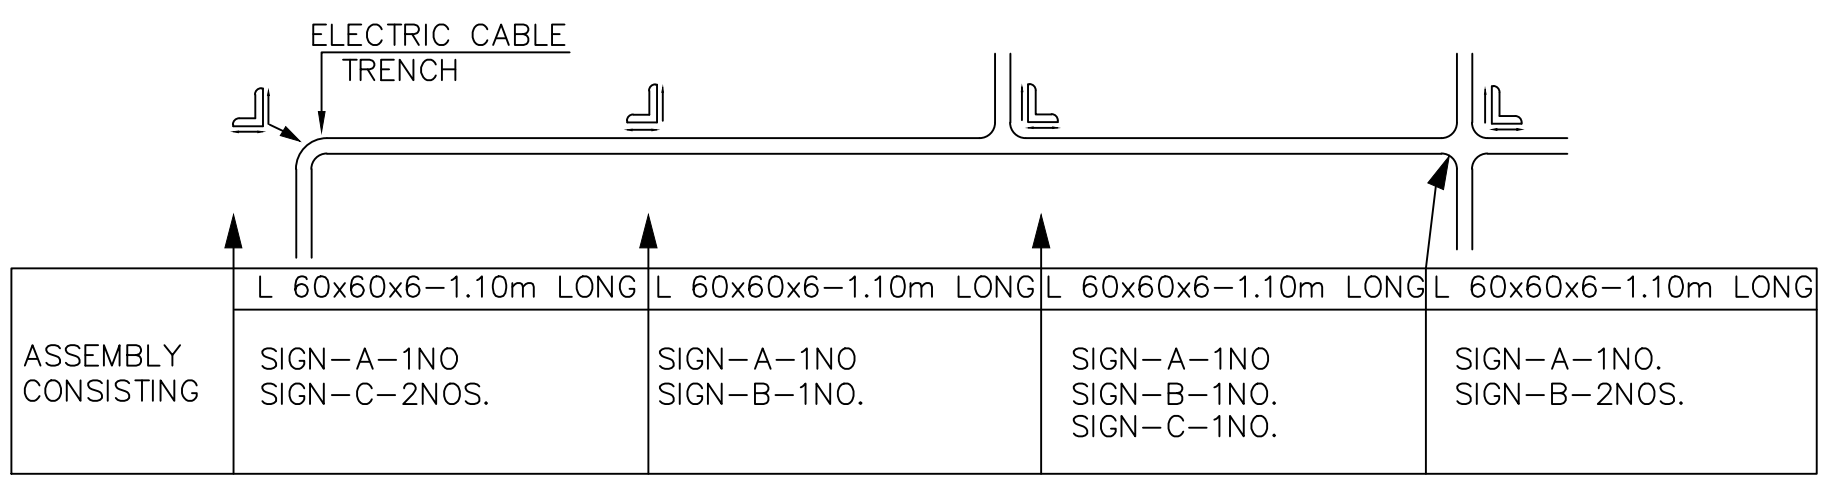 ELECTRIC CABLE
TRENCH
L 60x60x6-1.10m LONG
L 60x60x6-1.10m LONG
L 60x60x6-1.10m LONG
L 60x60x6-1.10m LONG
ASSEMBLY
CONSISTING
SIGN-A-1NO
SIGN-C-2NOS.
SIGN-A-1NO
SIGN-B-1NO.
SIGN-A-1NO
SIGN-B-1NO.
SIGN-C-1NO.
SIGN-A-1NO.
SIGN-B-2NOS.